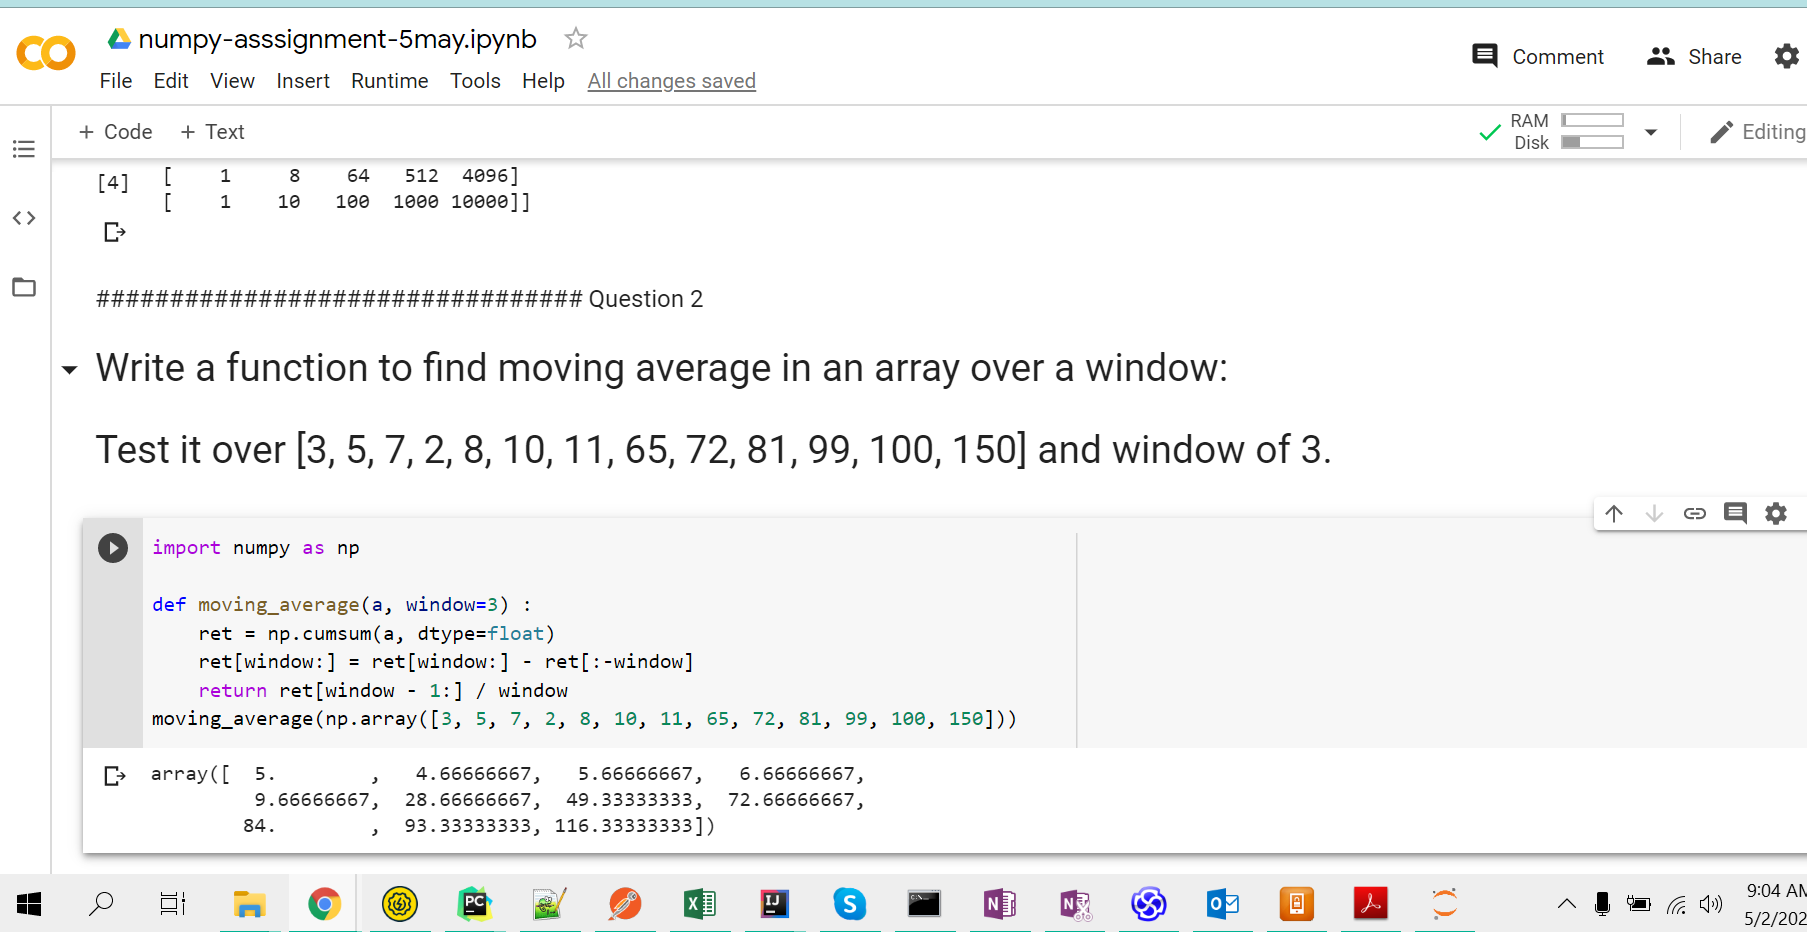 numpy-asssignment-5may.ipynb
File Edit View Insert Runtime Tools Help All changes saved
Comment Share
+ Code + Text
RAM
Disk
Editing
[4] [ 1 8 64 512 4096]
[ 1 10 100 1000 10000]]
################################# Question 2
Write a function to find moving average in an array over a window:
Test it over [3, 5, 7, 2, 8, 10, 11, 65, 72, 81, 99, 100, 150] and window of 3.
import numpy as np
def moving_average(a, window=3) :
ret = np.cumsum(a, dtype=float)
ret[window:] = ret[window:] - ret[:-window]
return ret[window - 1:] / window
moving_average(np.array([3, 5, 7, 2, 8, 10, 11, 65, 72, 81, 99, 100, 150]))
array([ 5. , 4.66666667, 5.66666667, 6.66666667,
9.66666667, 28.66666667, 49.33333333, 72.66666667,
84. , 93.33333333, 116.33333333])
PC
IJ
S
N
N
9:04 AM
5/2/202